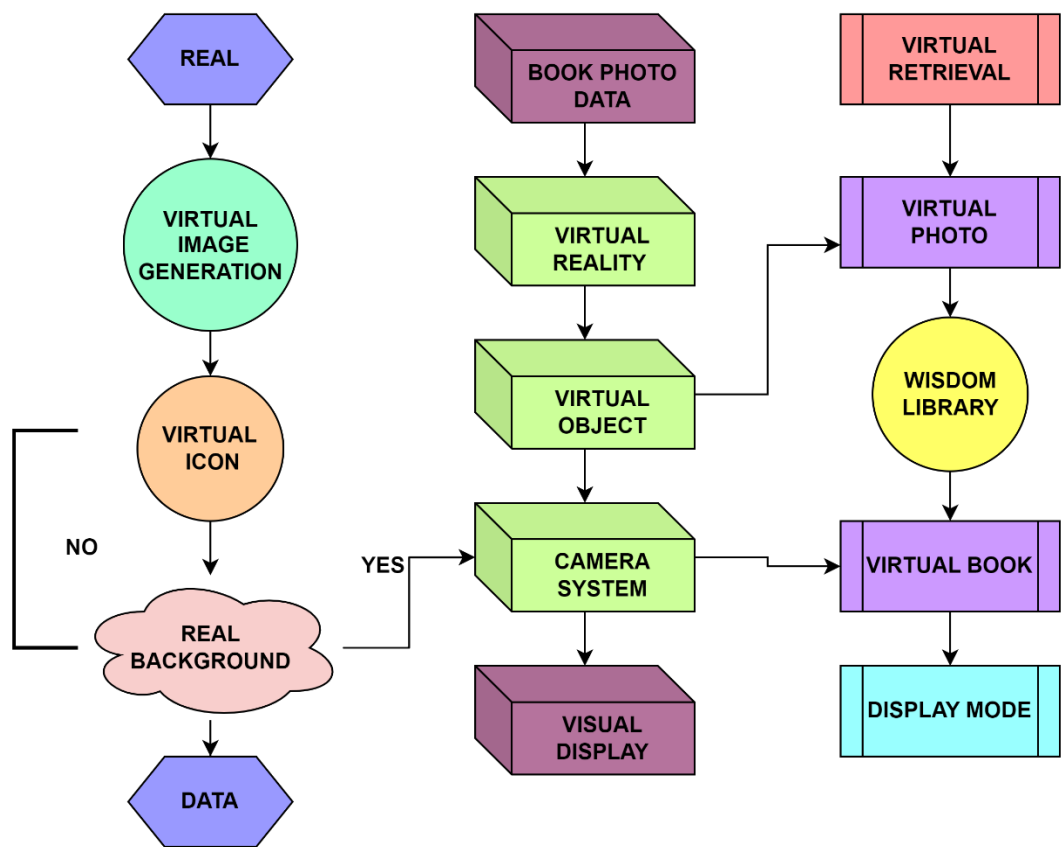 REAL
VIRTUAL
IMAGE
GENERATION
VIRTUAL
ICON
NO
REAL
BACKGROUND
DATA
YES
BOOK PHOTO
DATA
VIRTUAL
REALITY
VIRTUAL
OBJECT
CAMERA
SYSTEM
VISUAL
DISPLAY
VIRTUAL
RETRIEVAL
VIRTUAL
PHOTO
WISDOM
LIBRARY
VIRTUAL BOOK
DISPLAY MODE